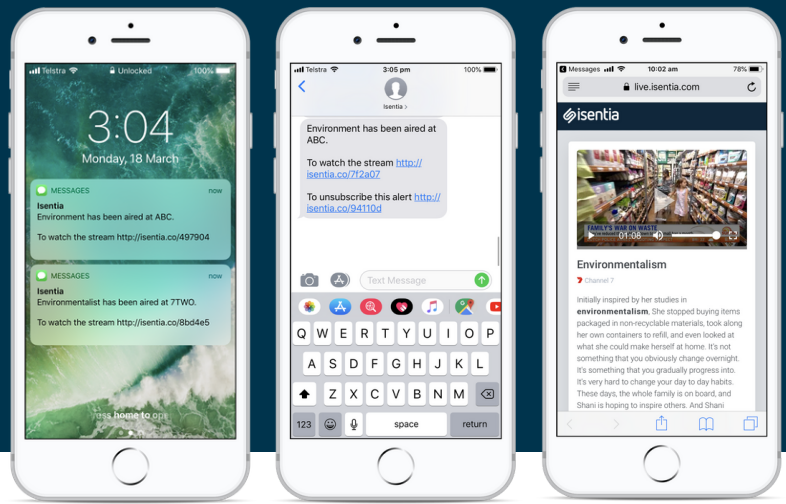 Telstra
Unlocked
100%
3:04
Monday, 18 March
MESSAGES
now
Isentia
Environment has been aired at ABC.
To watch the stream http://isentia.co/497904
MESSAGES
now
Isentia
Environmentalist has been aired at 7TWO.
To watch the stream http://isentia.co/8bd4e5
ess home to ope
Telstra
3:05 pm
100%
Isentia >
Environment has been aired at
ABC.
To watch the stream http://
isentia.co/7f2a07
To unsubscribe this alert http://
isentia.co/94110d
Text Message
Q W E R T Y U I O P
A S D F G H J K L
Z X C V B N M
123
space
return
Messages
10:02 am
78%
live.isentia.com
isentia
FAMILY'S WAR ON WASTE
01:08
Environmentalism
7 Channel 7
Initially inspired by her studies in
environmentalism, She stopped buying items
packaged in non-recyclable materials, took along
her own containers to refill, and even looked at
what she could make herself at home. It's not
something that you obviously change overnight.
It's something that you gradually progress into.
It's very hard to change your day to day habits.
These days, the whole family is on board, and
Shani is hoping to inspire others. And Shani